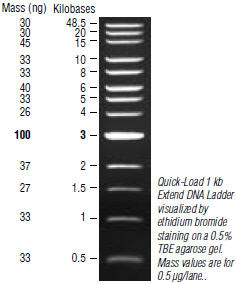 Mass (ng) Kilobases
30 48.5
30 20
45 15
33 10
33 8
40 6
33 5
26 4
100 3
37 2
27 1.5
33 1
33 0.5
Quick-Load 1 kb
Extend DNA Ladder
visualized by
ethidium bromide
staining on a 0.5%
TBE agarose gel.
Mass values are for
0.5 µg/lane..